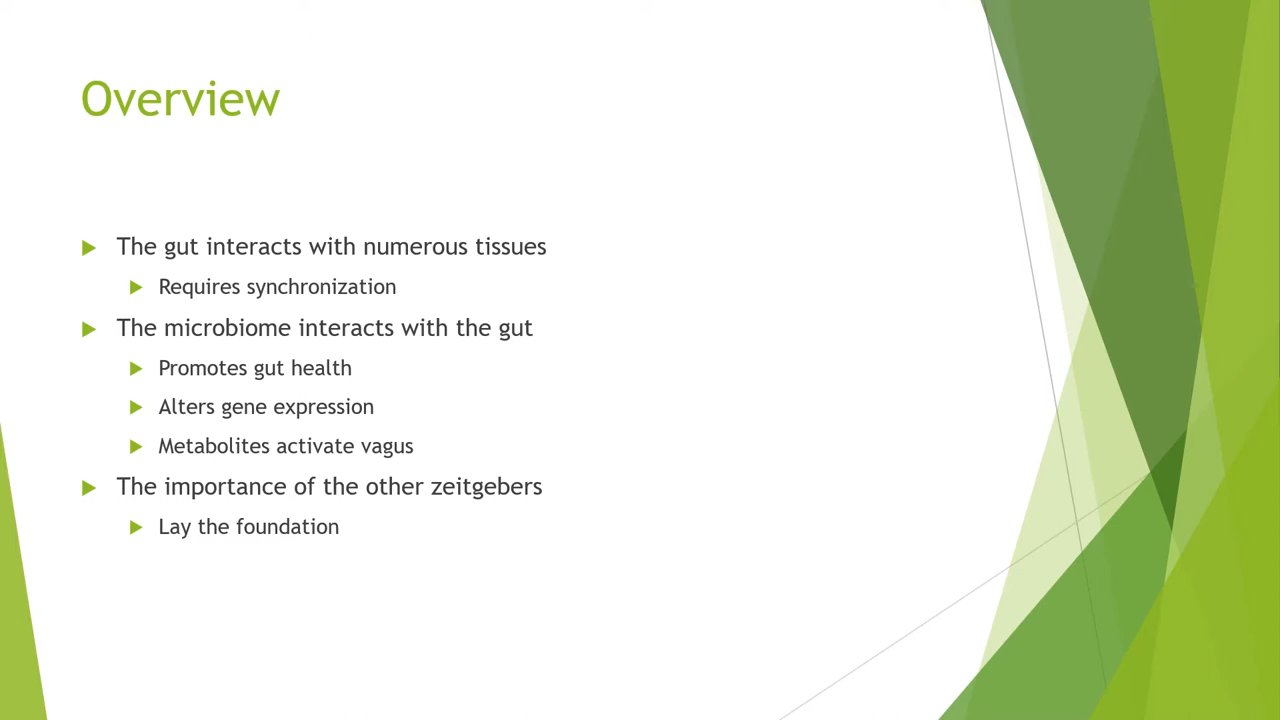 Overview
The gut interacts with numerous tissues
Requires synchronization
The microbiome interacts with the gut
Promotes gut health
Alters gene expression
Metabolites activate vagus
The importance of the other zeitgebers
Lay the foundation